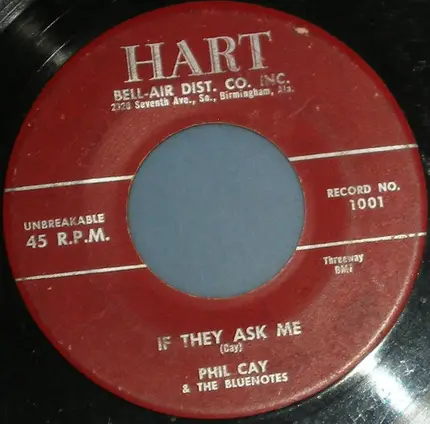 HART
BELL-AIR DIST. CO. INC.
2320 Seventh Ave., So., Birmingham, Ala.
UNBREAKABLE
45 R.P.M.
RECORD NO.
1001
Threeway
BMI
IF THEY ASK ME
(Cay)
PHIL CAY
& THE BLUENOTES